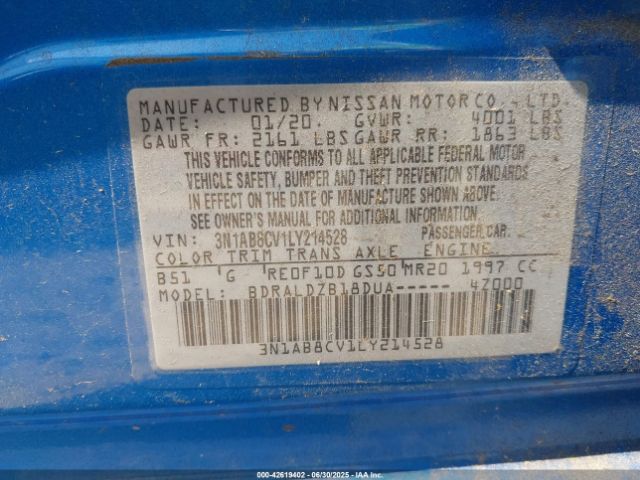 MANUFACTURED BY NISSAN MOTOR CO., LTD.
DATE: 01/20. GVWR: 4001 LBS
GAWR FR: 2161 LBS GAWR RR: 1863 LBS
THIS VEHICLE CONFORMS TO ALL APPLICABLE FEDERAL MOTOR
VEHICLE SAFETY, BUMPER AND THEFT PREVENTION STANDARDS
IN EFFECT ON THE DATE OF MANUFACTURE SHOWN ABOVE.
SEE OWNER'S MANUAL FOR ADDITIONAL INFORMATION.
VIN: 3N1AB8CV1LY214528 PASSENGER CAR.
COLOR TRIM TRANS AXLE ENGINE
B51 G RE0F10D GS50 MR20 1997 CC
MODEL: BDRALDZB18DUA----- 4Z000
3N1AB8CV1LY214528
000-42619402 - 06/30/2025 - IAAI.COM